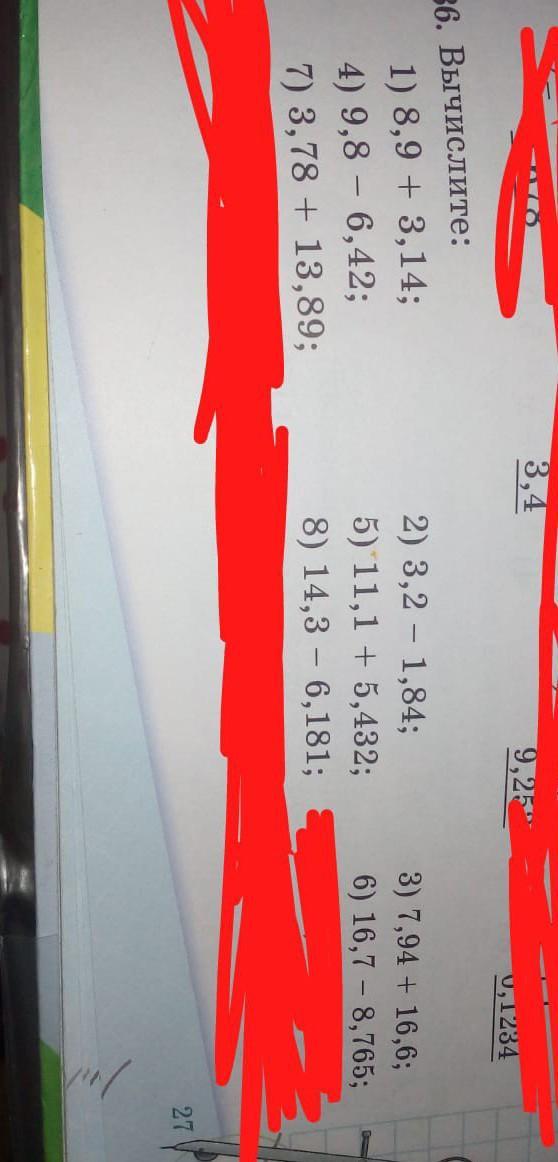 3,4
36. Вычислите:
1) 8,9 + 3,14; 2) 3,2 − 1,84; 3) 7,94 + 16,6;
4) 9,8 − 6,42; 5) 11,1 + 5,432; 6) 16,7 − 8,765;
7) 3,78 + 13,89; 8) 14,3 − 6,181;
27